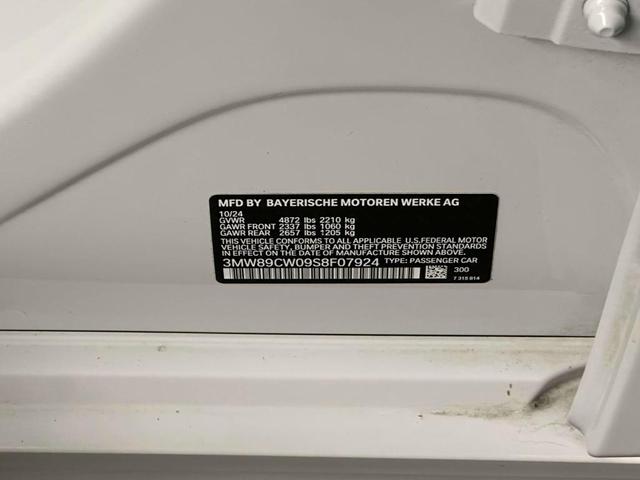 MFD BY BAYERISCHE MOTOREN WERKE AG
10/24
GVWR 4872 lbs 2210 kg
GAWR FRONT 2337 lbs 1060 kg
GAWR REAR 2657 lbs 1205 kg
THIS VEHICLE CONFORMS TO ALL APPLICABLE U.S.FEDERAL MOTOR
VEHICLE SAFETY, BUMPER AND THEFT PREVENTION STANDARDS
IN EFFECT ON THE DATE OF MANUFACTURE SHOWN ABOVE.
3MW89CW09S8F07924 TYPE: PASSENGER CAR
300
7 315 814